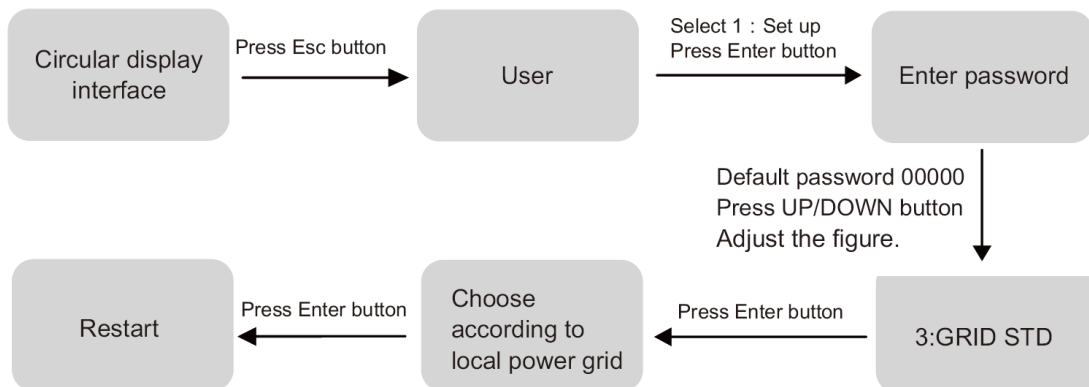 Circular display
interface
Press Esc button
User
Select 1 : Set up
Press Enter button
Enter password
Default password 00000
Press UP/DOWN button
Adjust the figure.
3:GRID STD
Press Enter button
Choose
according to
local power grid
Press Enter button
Restart